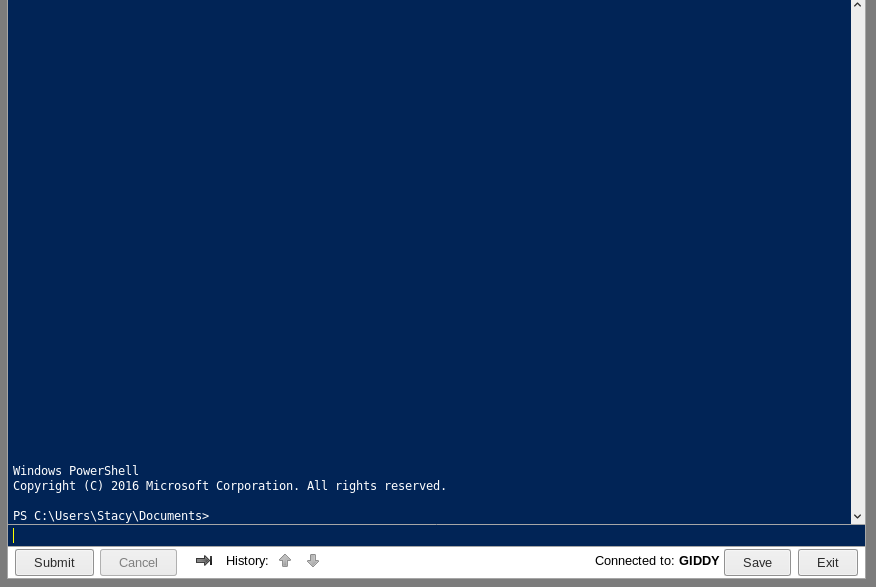 Windows PowerShell
Copyright (C) 2016 Microsoft Corporation. All rights reserved.
PS C:\Users\Stacy\Documents>
Submit Cancel History: Connected to: GIDDY Save Exit